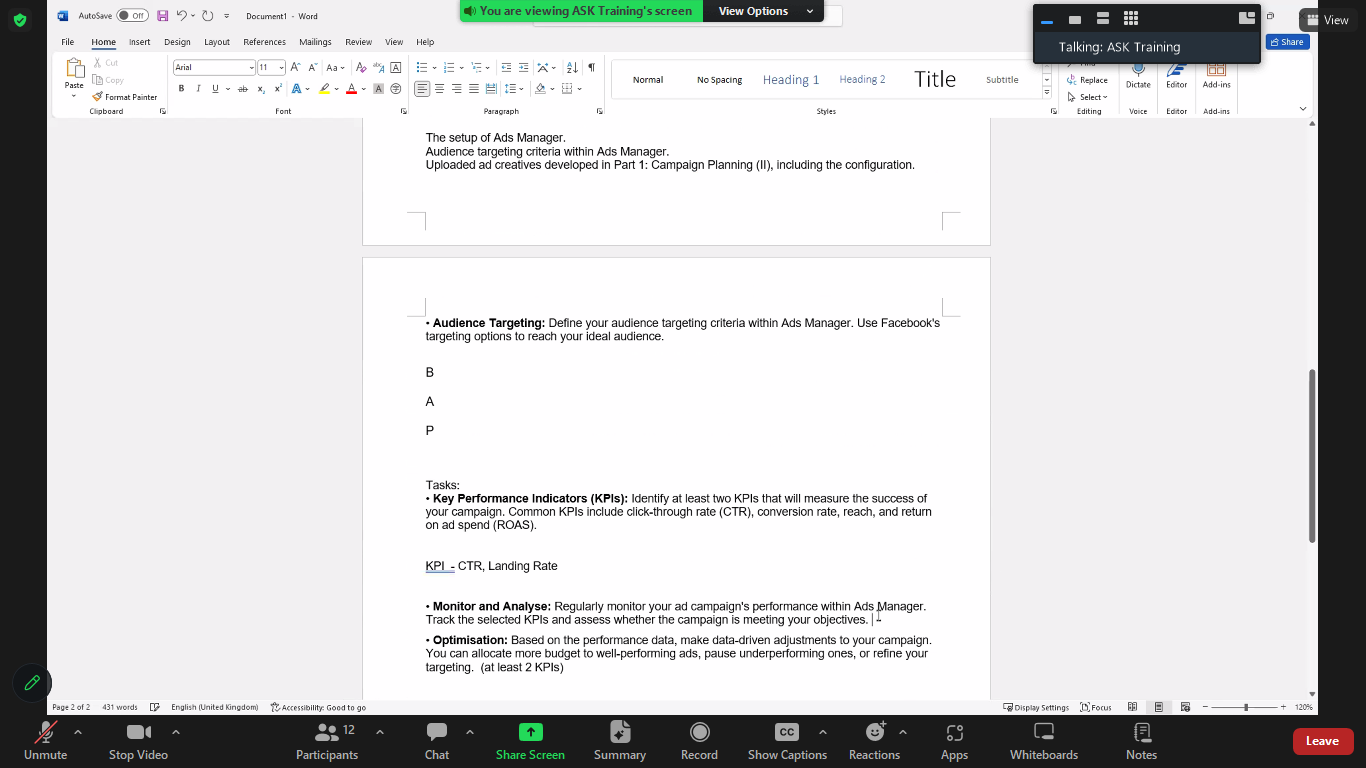 AutoSave Off Document1 - Word
You are viewing ASK Training's screen View Options
View
Talking: ASK Training
File Home Insert Design Layout References Mailings Review View Help
Share
Paste
Cut
Copy
Format Painter
Clipboard
Arial 11
Font
Paragraph
Normal No Spacing Heading 1 Heading 2 Title Subtitle
Styles
Replace
Select
Editing
Dictate
Voice
Editor
Editor
Add-ins
Add-ins
The setup of Ads Manager.
Audience targeting criteria within Ads Manager.
Uploaded ad creatives developed in Part 1: Campaign Planning (II), including the configuration.
• Audience Targeting: Define your audience targeting criteria within Ads Manager. Use Facebook's
targeting options to reach your ideal audience.
B
A
P
Tasks:
• Key Performance Indicators (KPIs): Identify at least two KPIs that will measure the success of
your campaign. Common KPIs include click-through rate (CTR), conversion rate, reach, and return
on ad spend (ROAS).
KPI - CTR, Landing Rate
• Monitor and Analyse: Regularly monitor your ad campaign's performance within Ads Manager.
Track the selected KPIs and assess whether the campaign is meeting your objectives.
• Optimisation: Based on the performance data, make data-driven adjustments to your campaign.
You can allocate more budget to well-performing ads, pause underperforming ones, or refine your
targeting. (at least 2 KPIs)
Page 2 of 2 431 words English (United Kingdom) Accessibility: Good to go Display Settings Focus 120%
Unmute Stop Video Participants 12 Chat Share Screen Summary Record Show Captions Reactions Apps Whiteboards Notes Leave